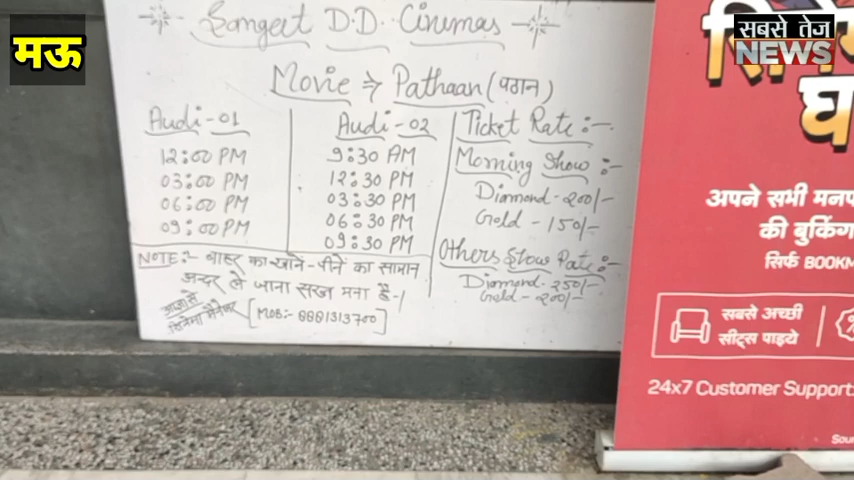 मऊ
सबसे तेज
NEWS
Sangeet D.D. Cinemas
Movie ⇒ Pathaan (पठान)
Audi-01
12:00 PM
03:00 PM
06:00 PM
09:00 PM
Audi-02
9:30 AM
12:30 PM
03:30 PM
06:30 PM
09:30 PM
Ticket Rate:-
Morning Show:-
Diamond-200/-
Gold-150/-
Others Show Rate:-
Diamond-250/-
Gold-200/-
NOTE:- बाहर का खाने-पीने का सामान
अन्दर ले जाना सख्त मना है-/
आज्ञा से
सिनेमा मैनेजर
[MOB:- 8881313700]
घ
अपने सभी मनप
की बुकिंग
सिर्फ BOOKM
सबसे अच्छी
सीट्स पाइये
24x7 Customer Support:
Sou